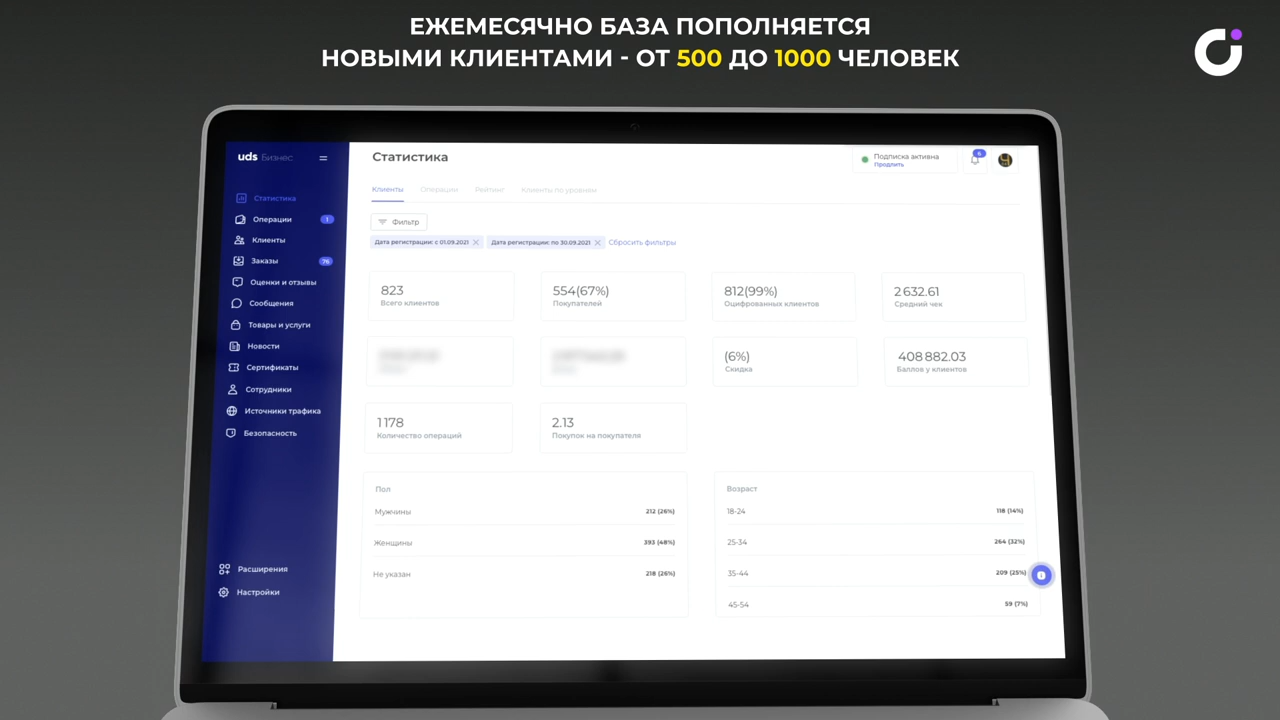 ЕЖЕМЕСЯЧНО БАЗА ПОПОЛНЯЕТСЯ
НОВЫМИ КЛИЕНТАМИ - ОТ 500 ДО 1000 ЧЕЛОВЕК
uds Бизнес
Статистика
Операции 1
Клиенты
Заказы 76
Оценки и отзывы
Сообщения
Товары и услуги
Новости
Сертификаты
Сотрудники
Источники трафика
Безопасность
Расширения
Настройки
Статистика
Подписка активна
Продлить
6
Клиенты Операции Рейтинг Клиенты по уровням
Фильтр
Дата регистрации: с 01.09.2021 Дата регистрации: по 30.09.2021 Сбросить фильтры
823
Всего клиентов
554(67%)
Покупателей
812(99%)
Оцифрованных клиентов
2 632.61
Средний чек
(6%)
Скидка
408 882.03
Баллов у клиентов
1 178
Количество операций
2.13
Покупок на покупателя
Пол
Мужчины 212 (26%)
Женщины 393 (48%)
Не указан 218 (26%)
Возраст
18-24 118 (14%)
25-34 264 (32%)
35-44 209 (25%)
45-54 59 (7%)